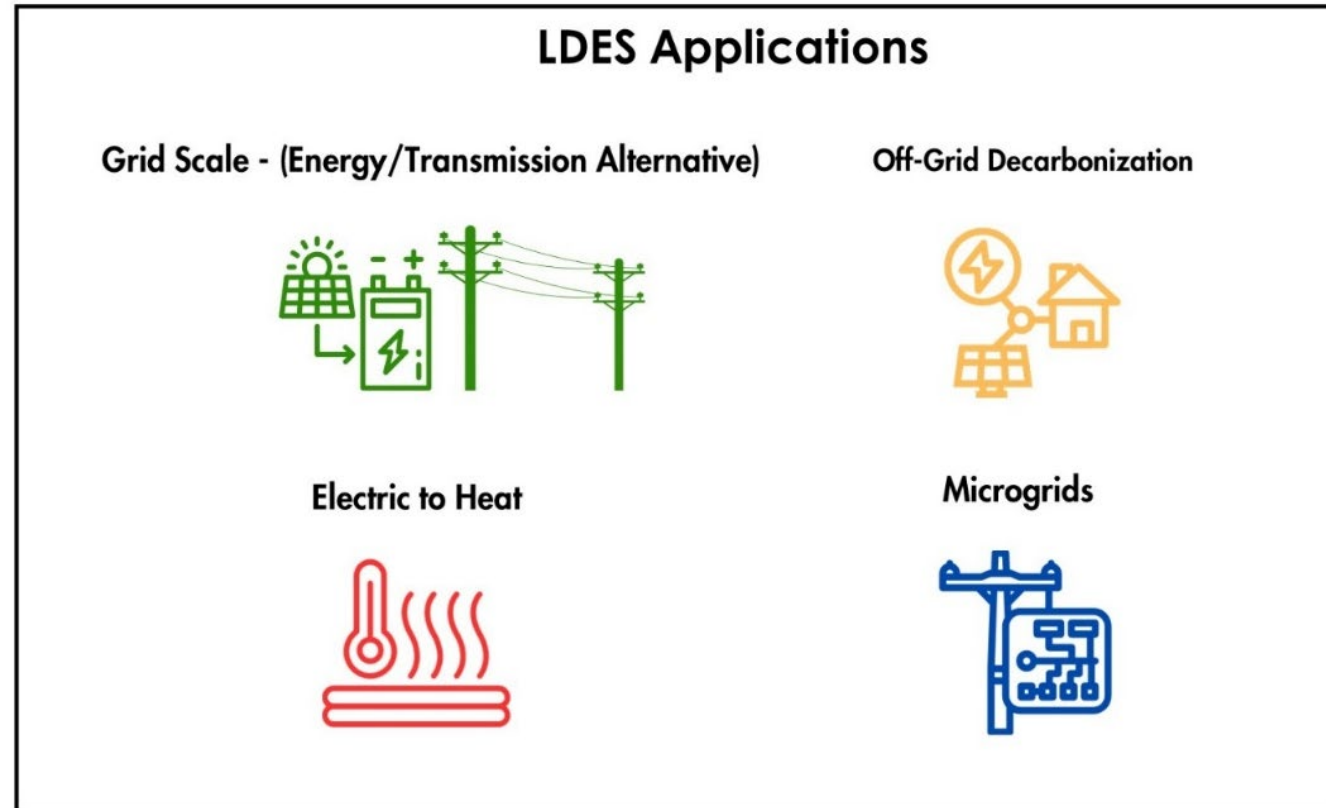 LDES Applications
Grid Scale - (Energy/Transmission Alternative)
Off-Grid Decarbonization
- +
Electric to Heat
Microgrids